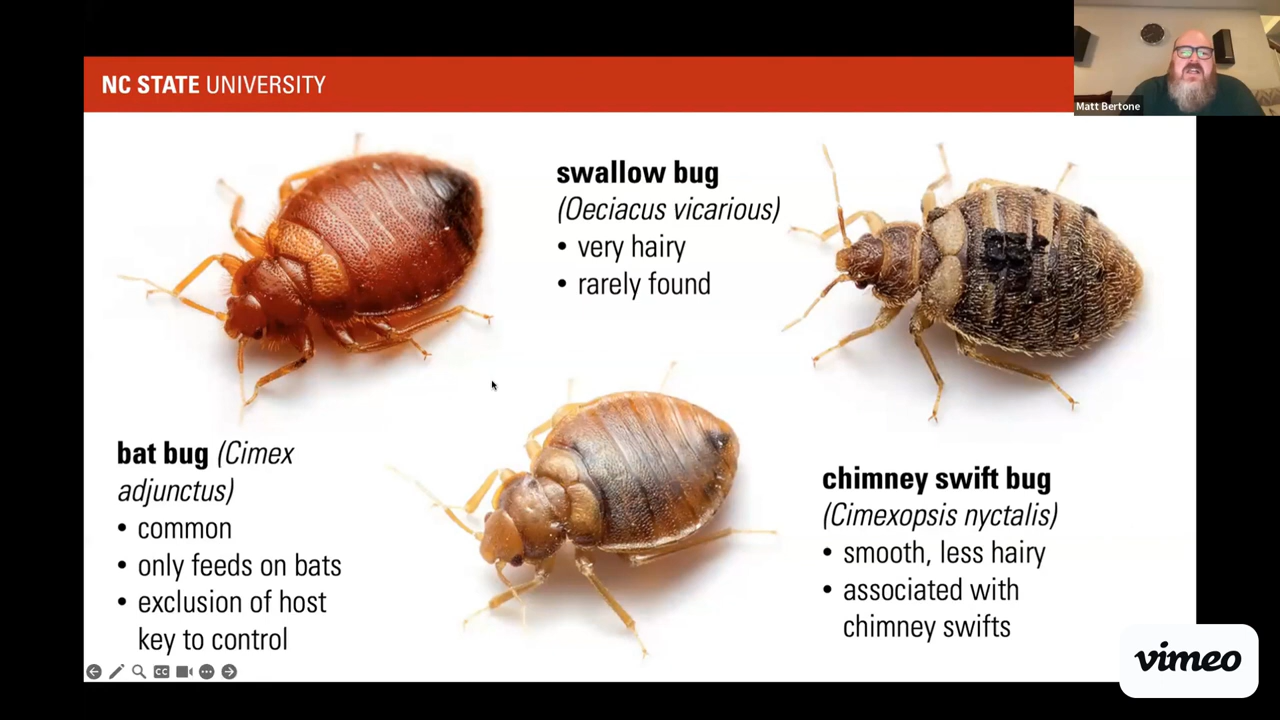 NC STATE UNIVERSITY
Matt Bertone
swallow bug
(Oeciacus vicarious)
• very hairy
• rarely found
bat bug (Cimex
adjunctus)
• common
• only feeds on bats
• exclusion of host
key to control
chimney swift bug
(Cimexopsis nyctalis)
• smooth, less hairy
• associated with
chimney swifts
CC
vimeo